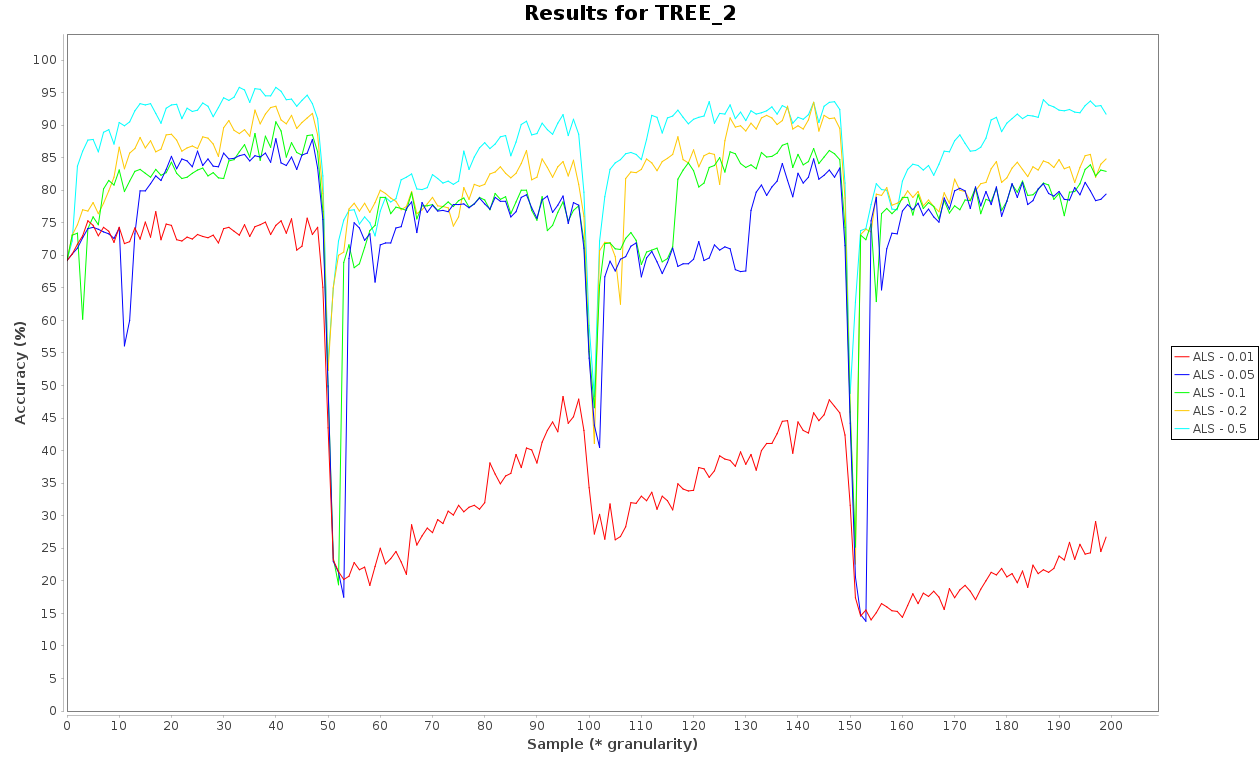 Results for TREE_2
Accuracy (%)
100
95
90
85
80
75
70
65
60
55
50
45
40
35
30
25
20
15
10
5
0
0 10 20 30 40 50 60 70 80 90 100 110 120 130 140 150 160 170 180 190 200
Sample (* granularity)
ALS - 0.01
ALS - 0.05
ALS - 0.1
ALS - 0.2
ALS - 0.5